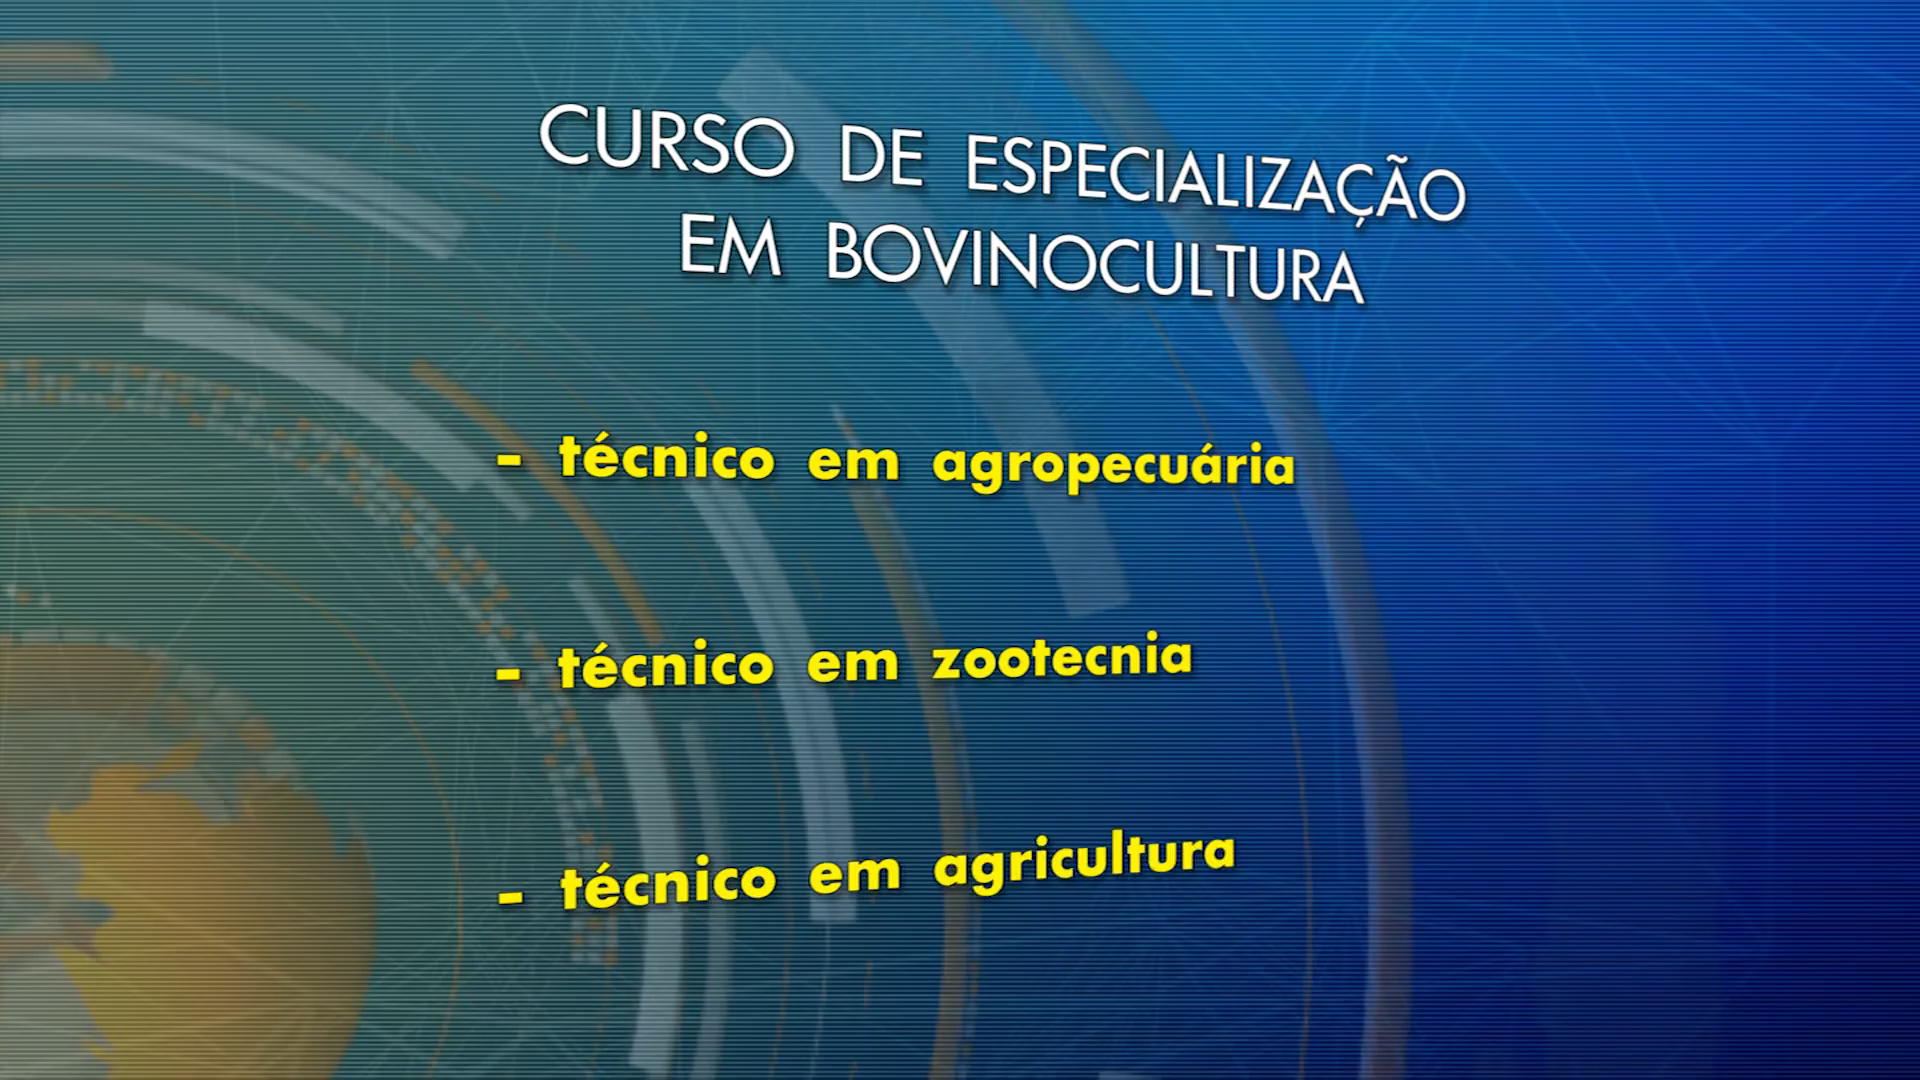 CURSO DE ESPECIALIZAÇÃO
EM BOVINOCULTURA
- técnico em agropecuária
- técnico em zootecnia
- técnico em agricultura